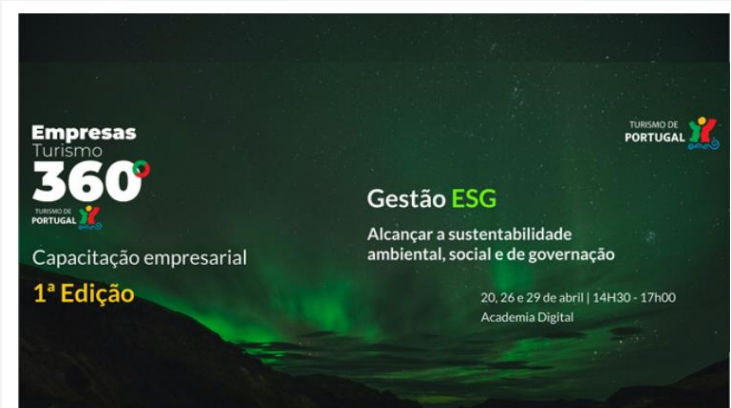 Empresas
Turismo
360°
TURISMO DE
PORTUGAL
Capacitação empresarial
1ª Edição
TURISMO DE
PORTUGAL
Gestão ESG
Alcançar a sustentabilidade
ambiental, social e de governação
20, 26 e 29 de abril | 14H30 - 17h00
Academia Digital